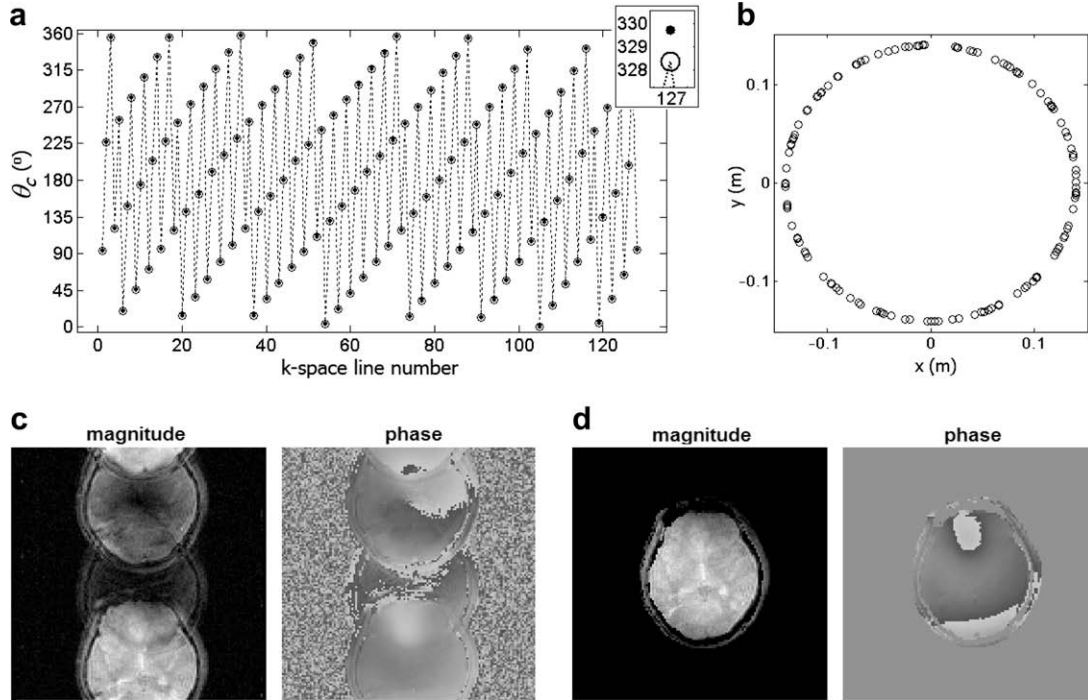 a
θc (º)
360
315
270
225
180
135
90
45
0
0
20
40
60
80
100
120
k-space line number
330
329
328
127
b
y (m)
0.1
0
−0.1
−0.1
0
0.1
x (m)
c
magnitude
phase
d
magnitude
phase